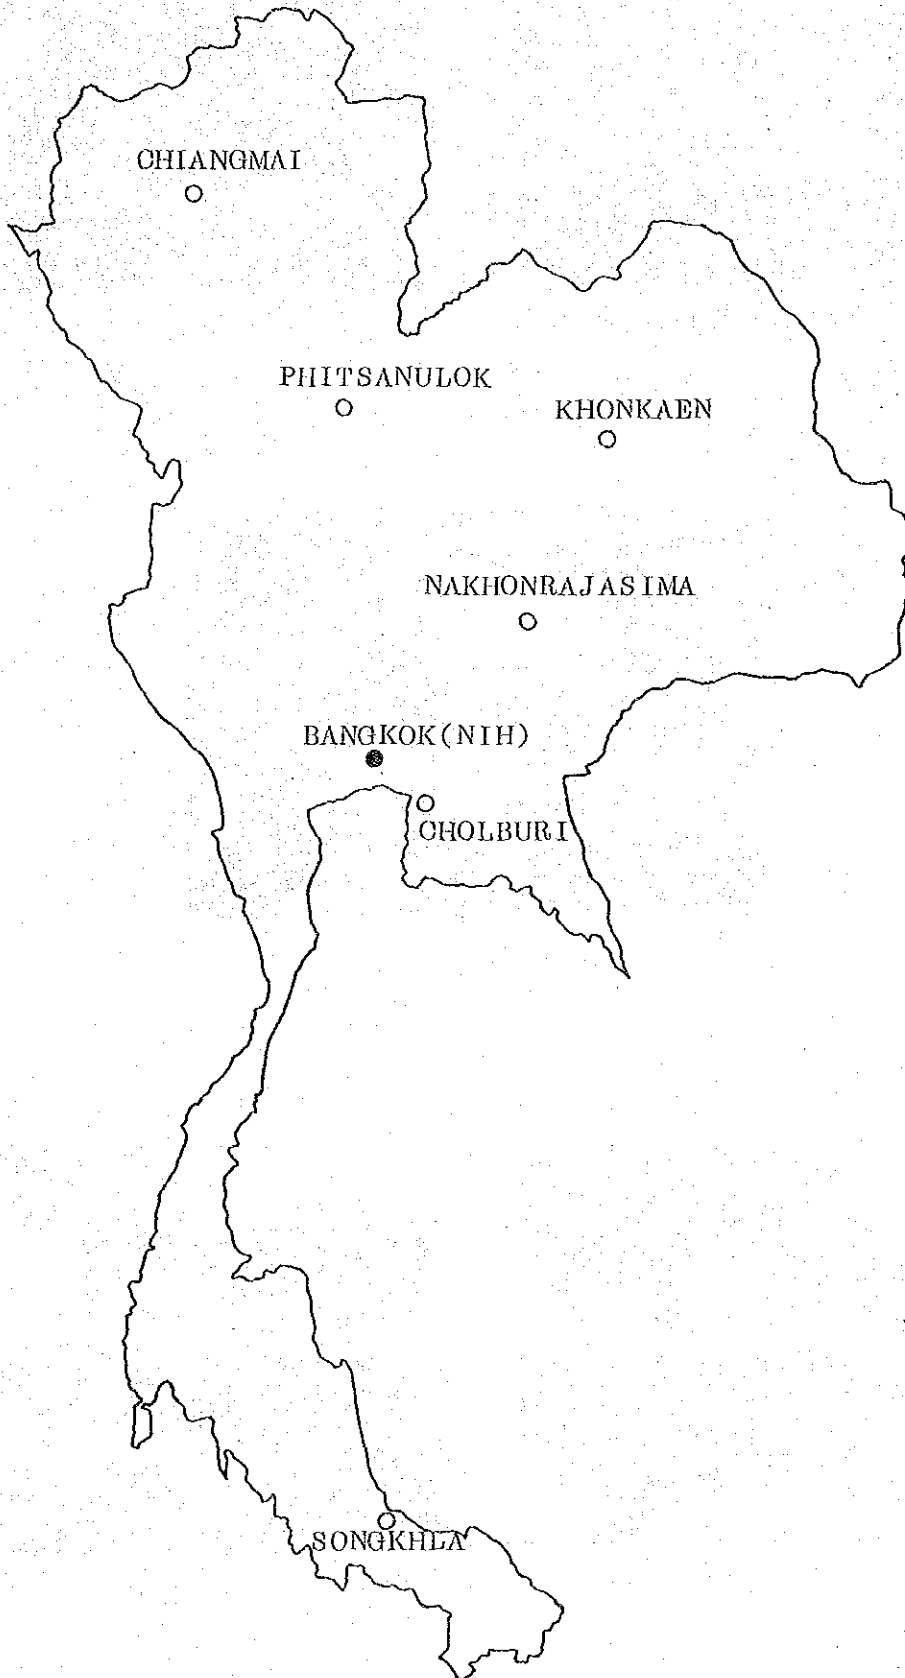 CHIANGMAI
PHITSANULOK
KHONKAEN
NAKHONRAJASIMA
BANGKOK(NIH)
CHOLBURI
SONGKHLA